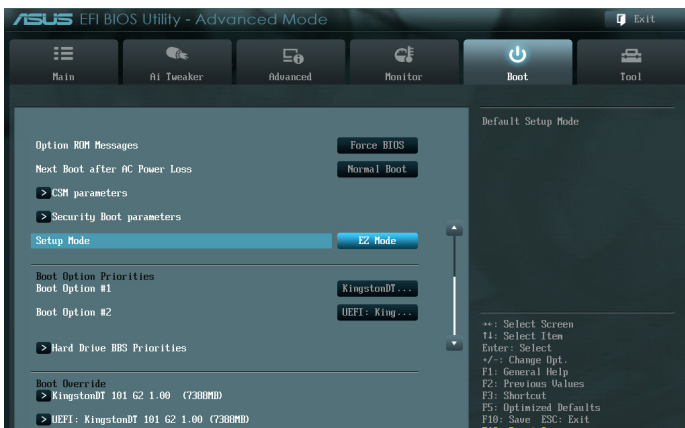 ASUS EFI BIOS Utility - Advanced Mode
Exit
Main
Ai Tweaker
Advanced
Monitor
Boot
Tool
Option ROM Messages
Force BIOS
Next Boot after AC Power Loss
Normal Boot
> CSM parameters
> Security Boot parameters
Setup Mode
EZ Mode
Boot Option Priorities
Boot Option #1
KingstonDT...
Boot Option #2
UEFI: King...
> Hard Drive BBS Priorities
Boot Override
> KingstonDT 101 G2 1.00 (7388MB)
> UEFI: KingstonDT 101 G2 1.00 (7388MB)
Default Setup Mode
→←: Select Screen
↑↓: Select Item
Enter: Select
+/-: Change Opt.
F1: General Help
F2: Previous Values
F3: Shortcut
F5: Optimized Defaults
F10: Save ESC: Exit